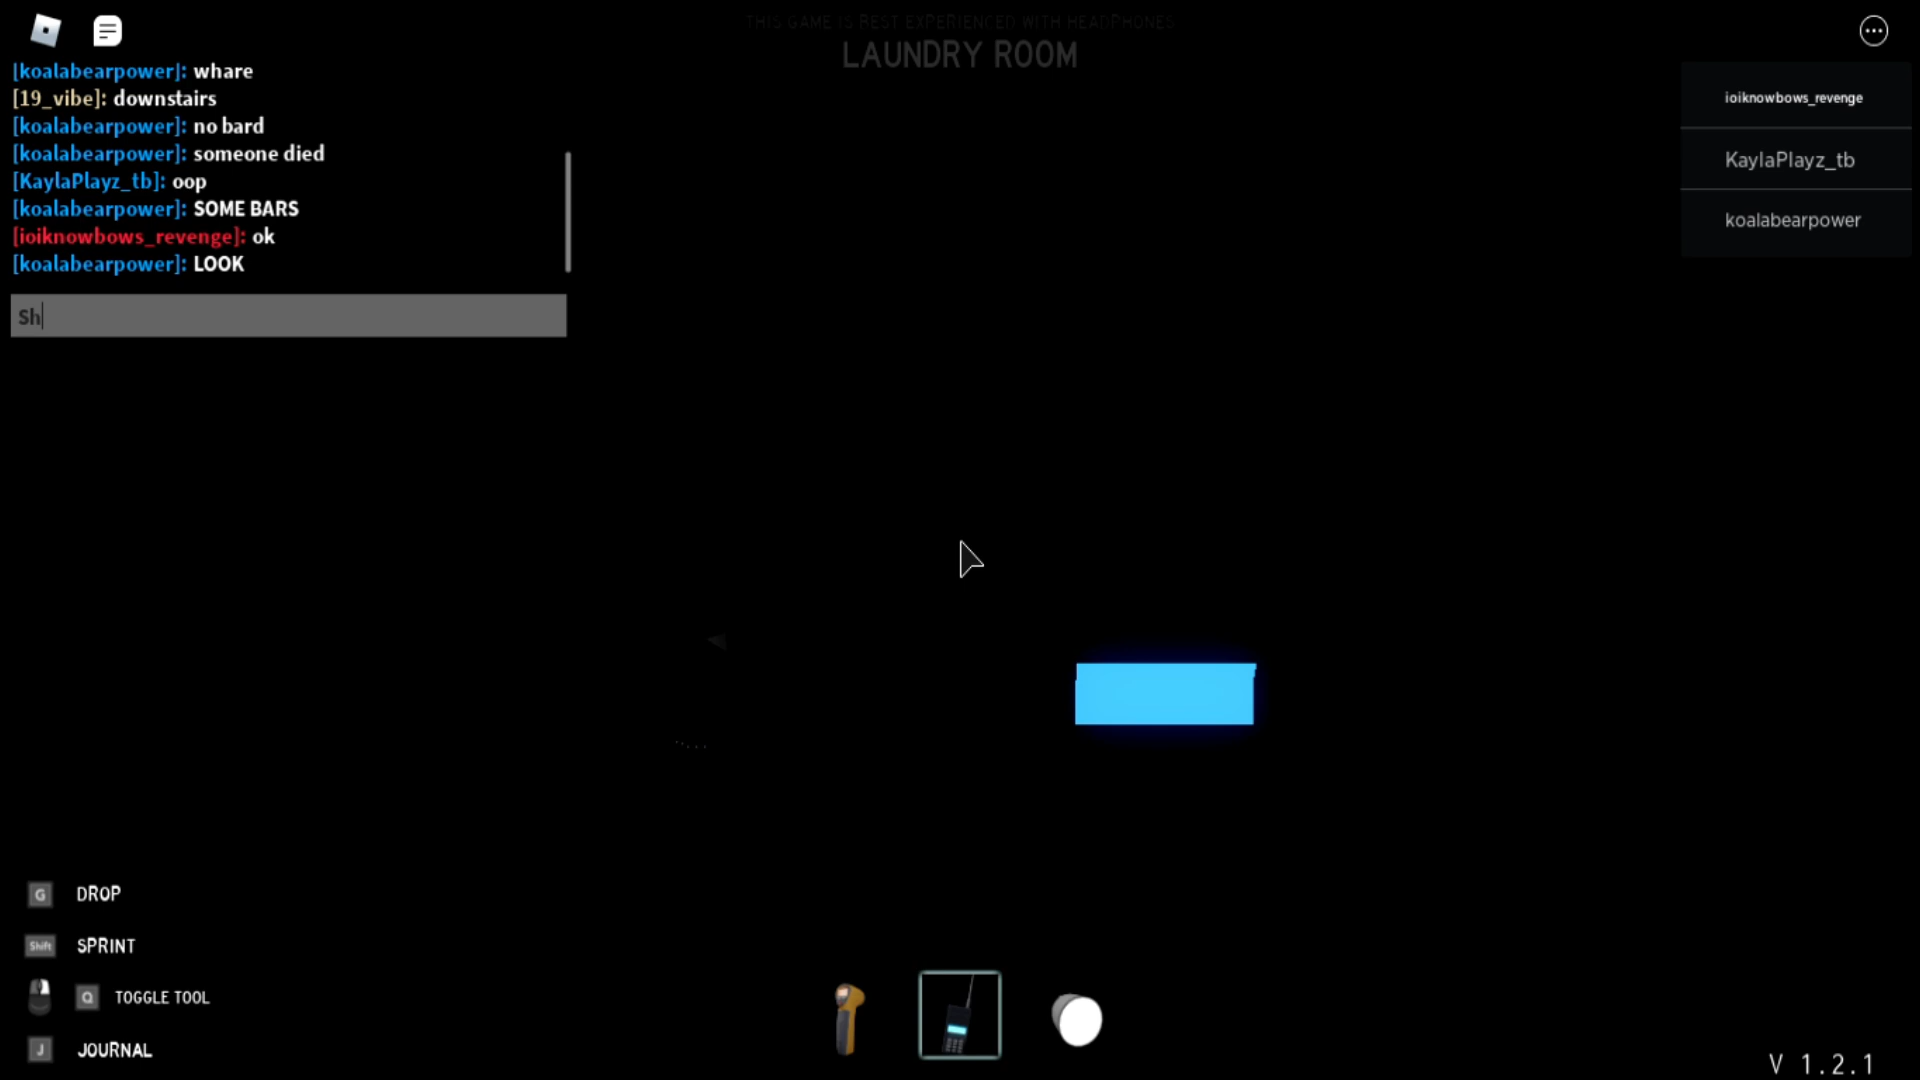 THIS GAME IS BEST EXPERIENCED WITH HEADPHONES
LAUNDRY ROOM
[koalabearpower]: whare
[19_vibe]: downstairs
[koalabearpower]: no bard
[koalabearpower]: someone died
[KaylaPlayz_tb]: oop
[koalabearpower]: SOME BARS
[ioiknowbows_revenge]: ok
[koalabearpower]: LOOK
Sh
ioiknowbows_revenge
KaylaPlayz_tb
koalabearpower
G DROP
Shift SPRINT
Q TOGGLE TOOL
J JOURNAL
V 1.2.1